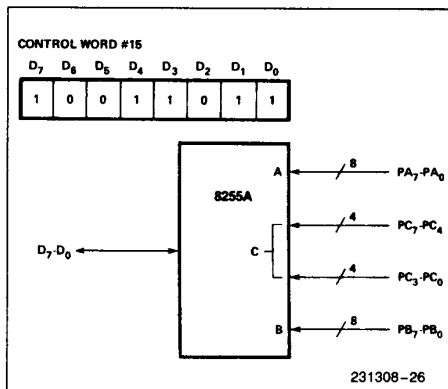 CONTROL WORD #15
D7 D6 D5 D4 D3 D2 D1 D0
1 0 0 1 1 0 1 1
8255A
A
8
PA7-PA0
4
PC7-PC4
D7-D0
C
4
PC3-PC0
B
8
PB7-PB0
231308-26